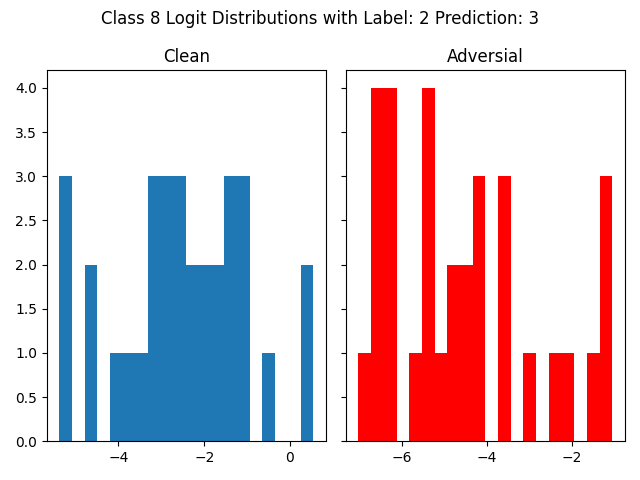 Class 8 Logit Distributions with Label: 2 Prediction: 3
Clean
Adversial
4.0
3.5
3.0
2.5
2.0
1.5
1.0
0.5
0.0
−4 −2 0
−6 −4 −2